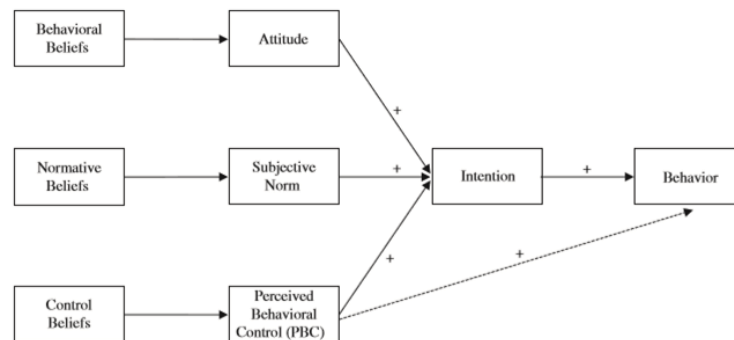 Behavioral
Beliefs
Attitude
+
Normative
Beliefs
Subjective
Norm
+
Intention
+
Behavior
+
+
Control
Beliefs
Perceived
Behavioral
Control (PBC)